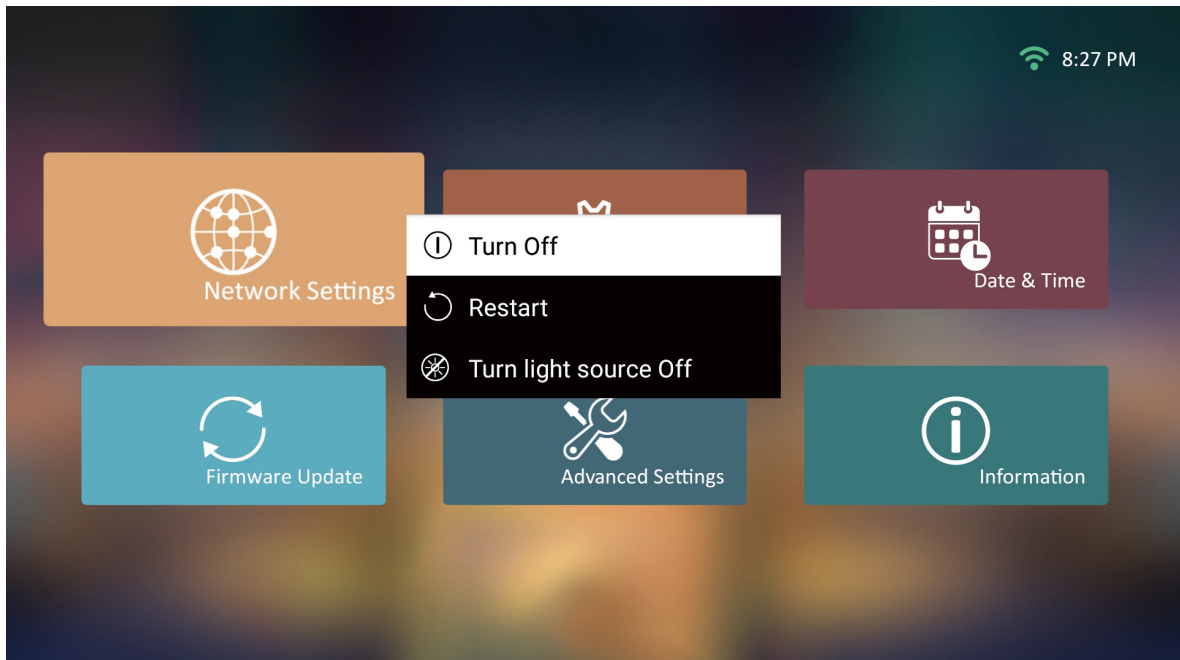 8:27 PM
Network Settings
Date & Time
Turn Off
Restart
Turn light source Off
Firmware Update
Advanced Settings
Information